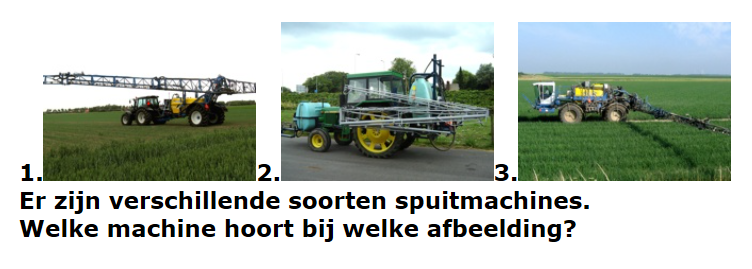 1. 2. 3.
Er zijn verschillende soorten spuitmachines.
Welke machine hoort bij welke afbeelding?